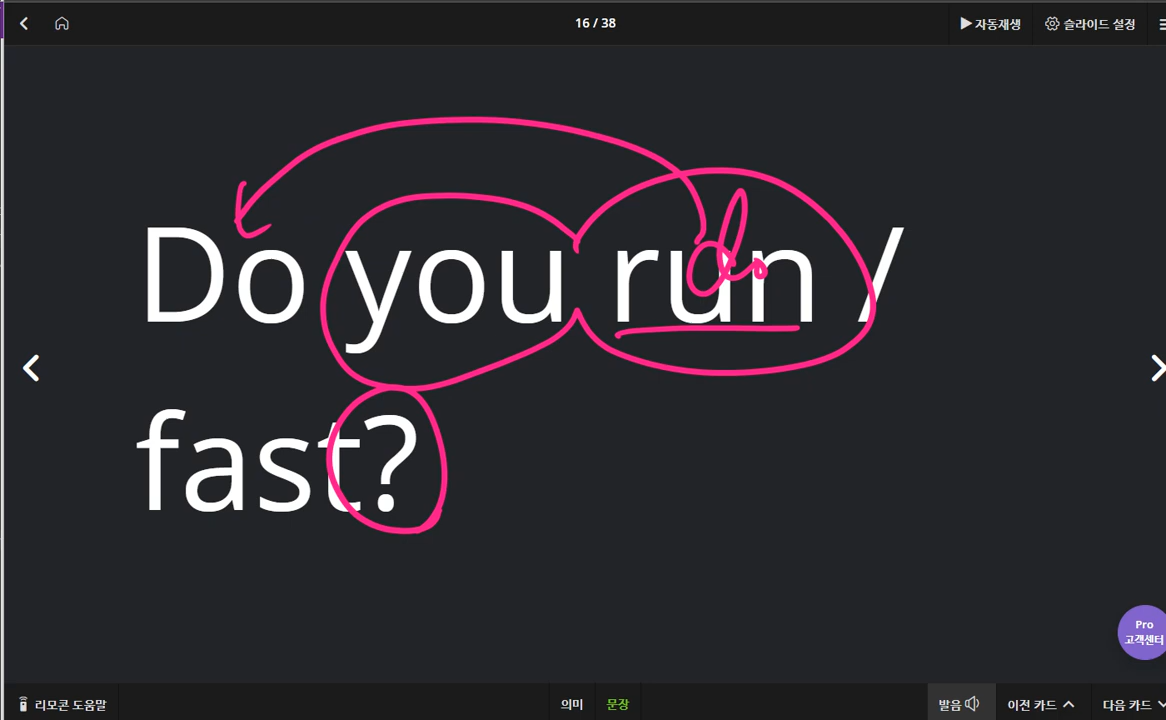 16 / 38
자동재생
슬라이드 설정
Do you run /
fast?
Pro
고객센터
리모콘 도움말
의미
문장
발음
이전 카드
다음 카드